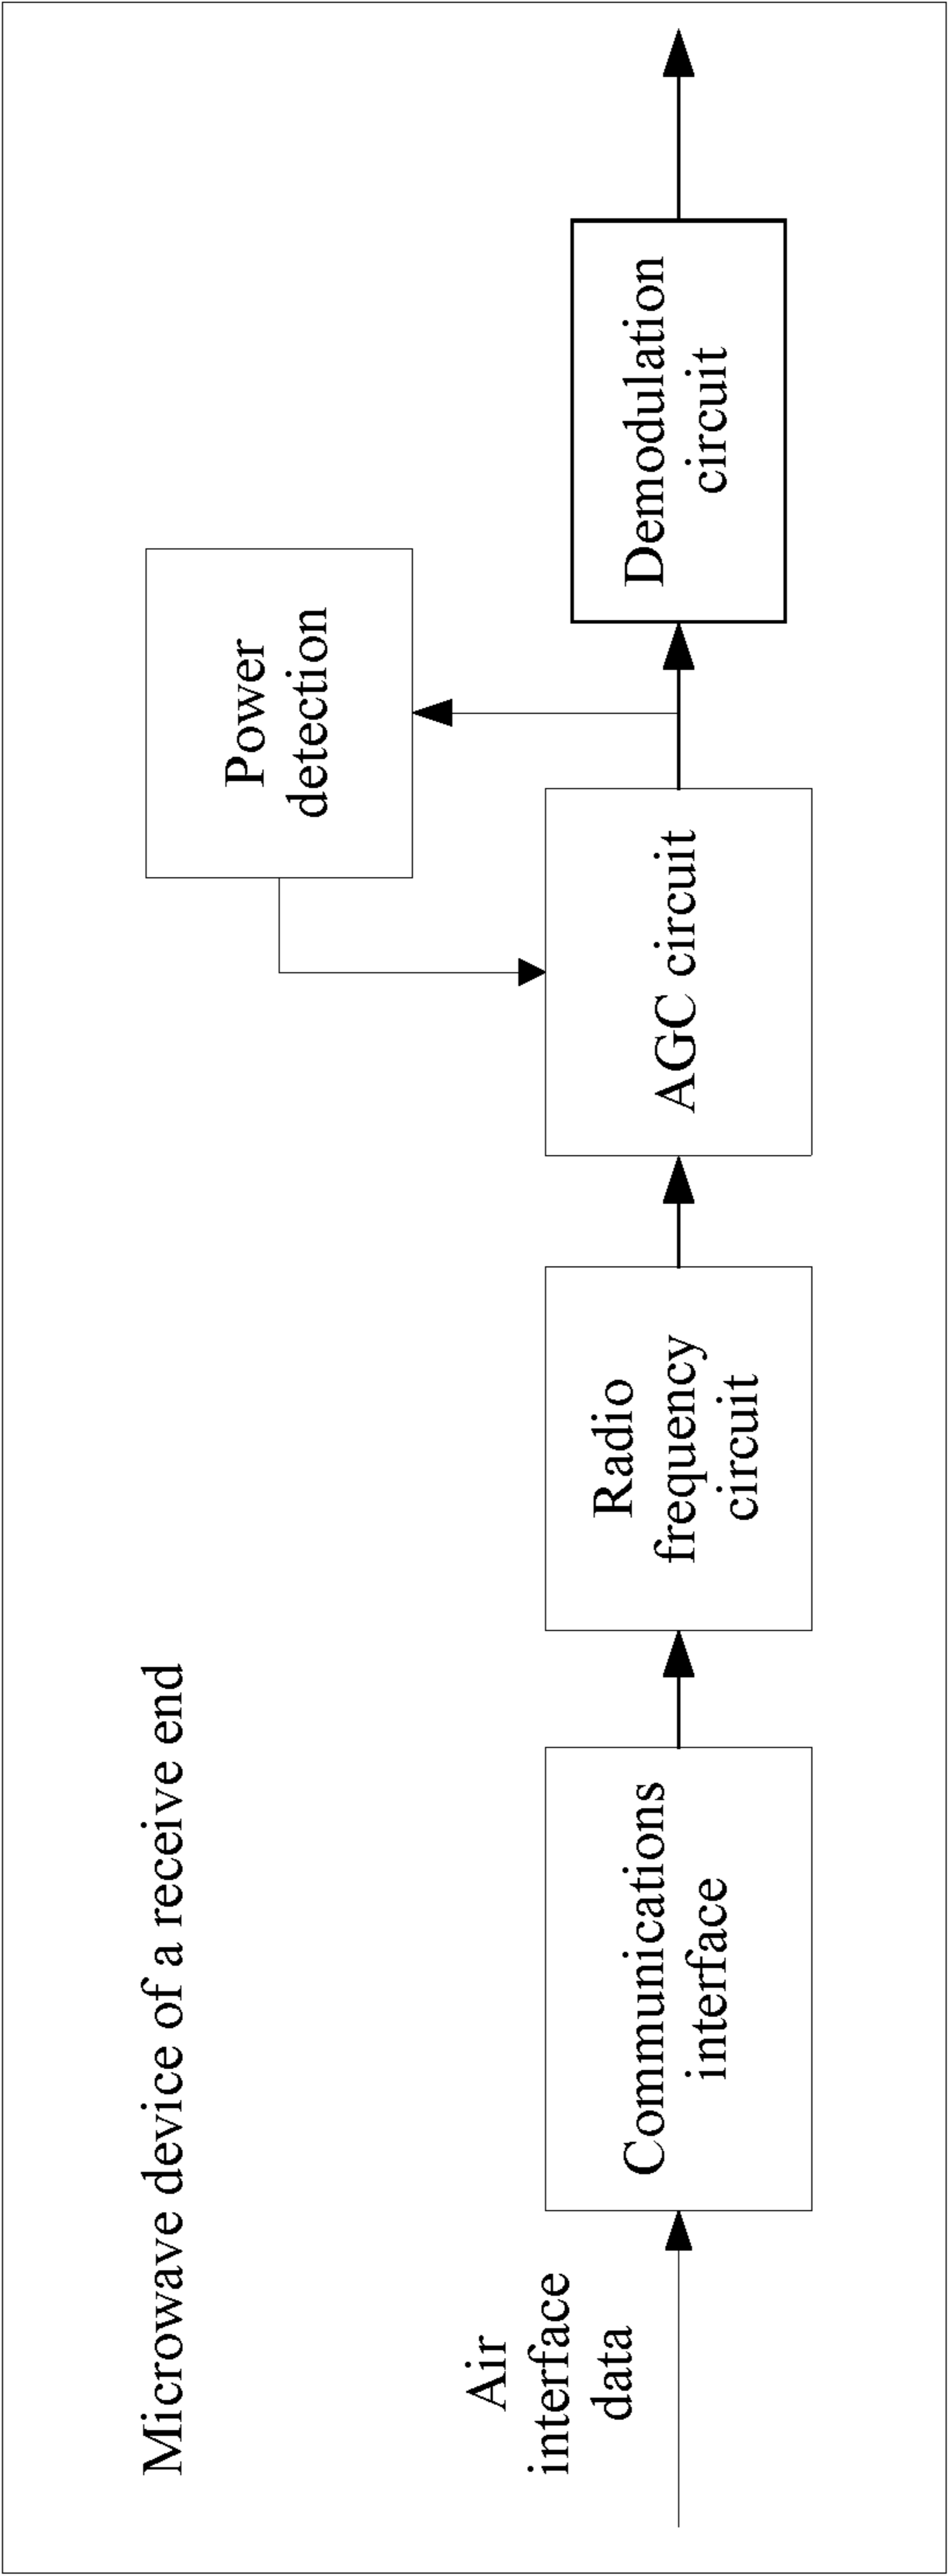 Microwave device of a receive end
Air
interface
data
Communications
interface
Radio
frequency
circuit
AGC circuit
Power
detection
Demodulation
circuit